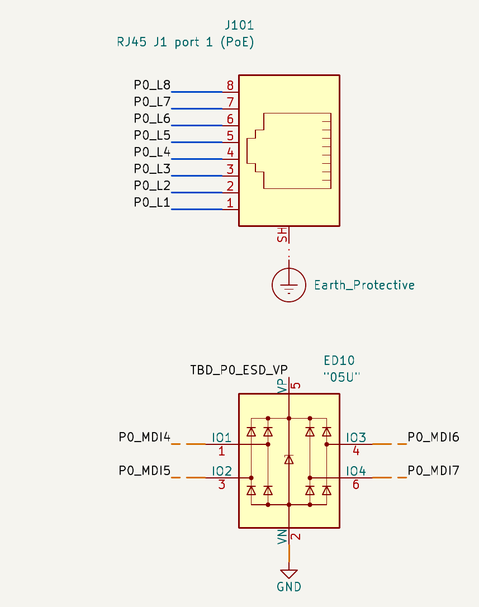 J101
RJ45 J1 port 1 (PoE)
P0_L8 8
P0_L7 7
P0_L6 6
P0_L5 5
P0_L4 4
P0_L3 3
P0_L2 2
P0_L1 1
SH
Earth_Protective
TBD_P0_ESD_VP
ED10
"05U"
VP 5
P0_MDI4 IO1 1
IO3 4 P0_MDI6
P0_MDI5 IO2 3
IO4 6 P0_MDI7
VN 2
GND